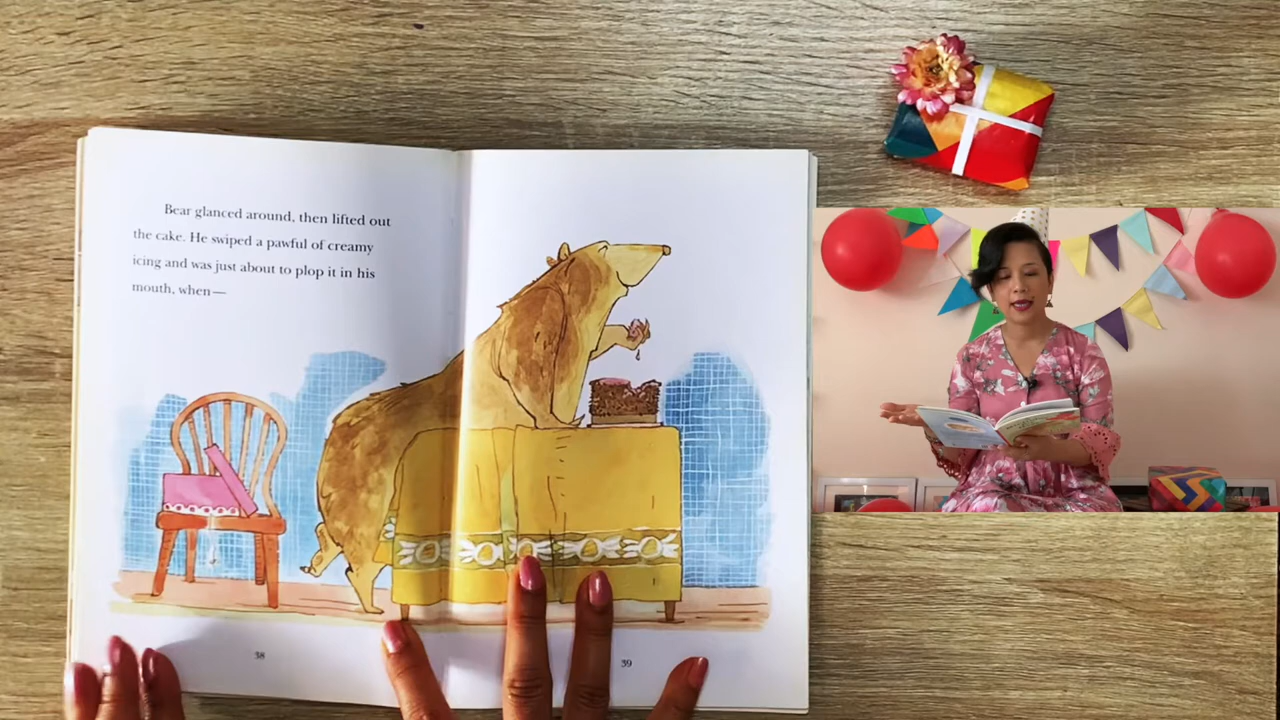 Bear glanced around, then lifted out
the cake. He swiped a pawful of creamy
icing and was just about to plop it in his
mouth, when—
38
39